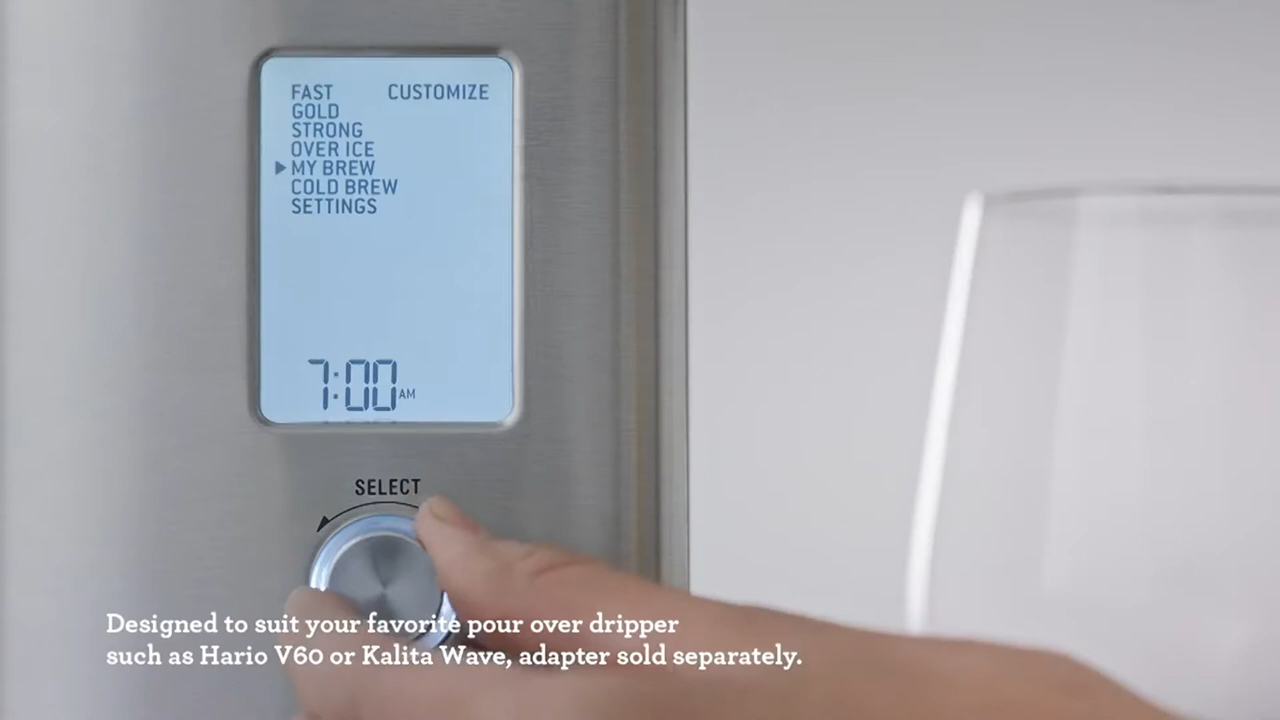 FAST CUSTOMIZE
GOLD
STRONG
OVER ICE
MY BREW
COLD BREW
SETTINGS
7:00 AM
SELECT
Designed to suit your favorite pour over dripper
such as Hario V60 or Kalita Wave, adapter sold separately.